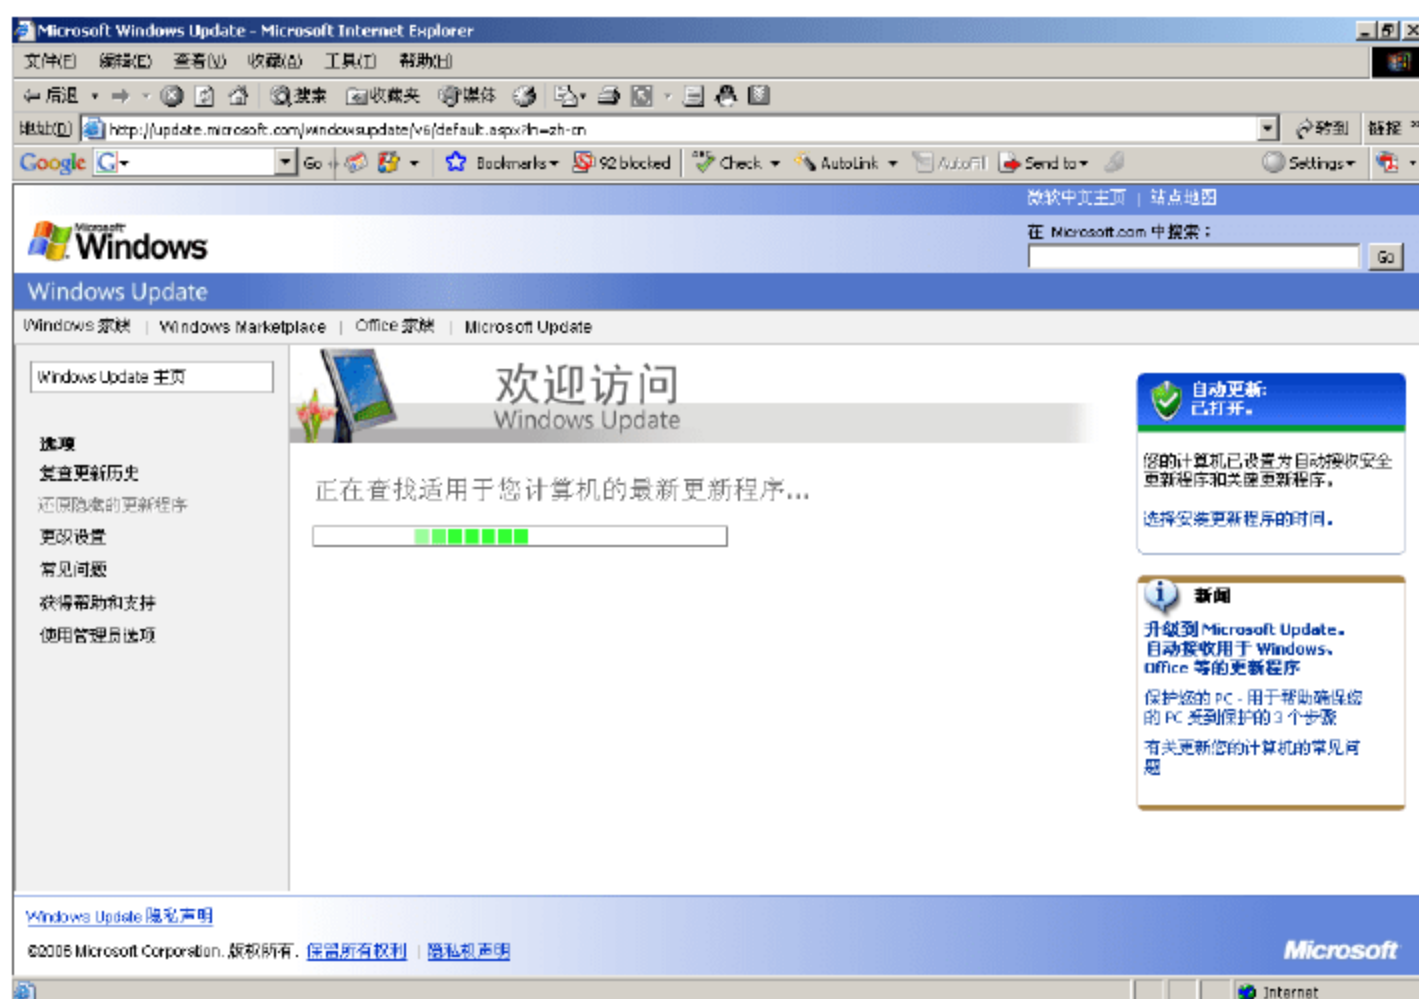 Microsoft Windows Update - Microsoft Internet Explorer
文件(F) 编辑(E) 查看(V) 收藏(A) 工具(T) 帮助(H)
后退 搜索 收藏夹 媒体
地址(D) http://update.microsoft.com/windowsupdate/v6/default.aspx?ln=zh-cn 转到 链接 »
Google G Go Bookmarks 92 blocked Check AutoLink AutoFill Send to Settings
微软中文主页 | 站点地图
Microsoft
Windows
在 Microsoft.com 中搜索：
Go
Windows Update
Windows 家族 | Windows Marketplace | Office 家族 | Microsoft Update
Windows Update 主页
选项
复查更新历史
还原隐藏的更新程序
更改设置
常见问题
获得帮助和支持
使用管理员选项
欢迎访问
Windows Update
正在查找适用于您计算机的最新更新程序...
自动更新:
已打开。
您的计算机已设置为自动接收安全
更新程序和关键更新程序。
选择安装更新程序的时间。
新闻
升级到 Microsoft Update。
自动接收用于 Windows、
Office 等的更新程序
保护您的 PC - 用于帮助确保您
的 PC 受到保护的 3 个步骤
有关更新您的计算机的常见问
题
Windows Update 隐私声明
©2006 Microsoft Corporation. 版权所有. 保留所有权利 | 隐私权声明
Microsoft
Internet